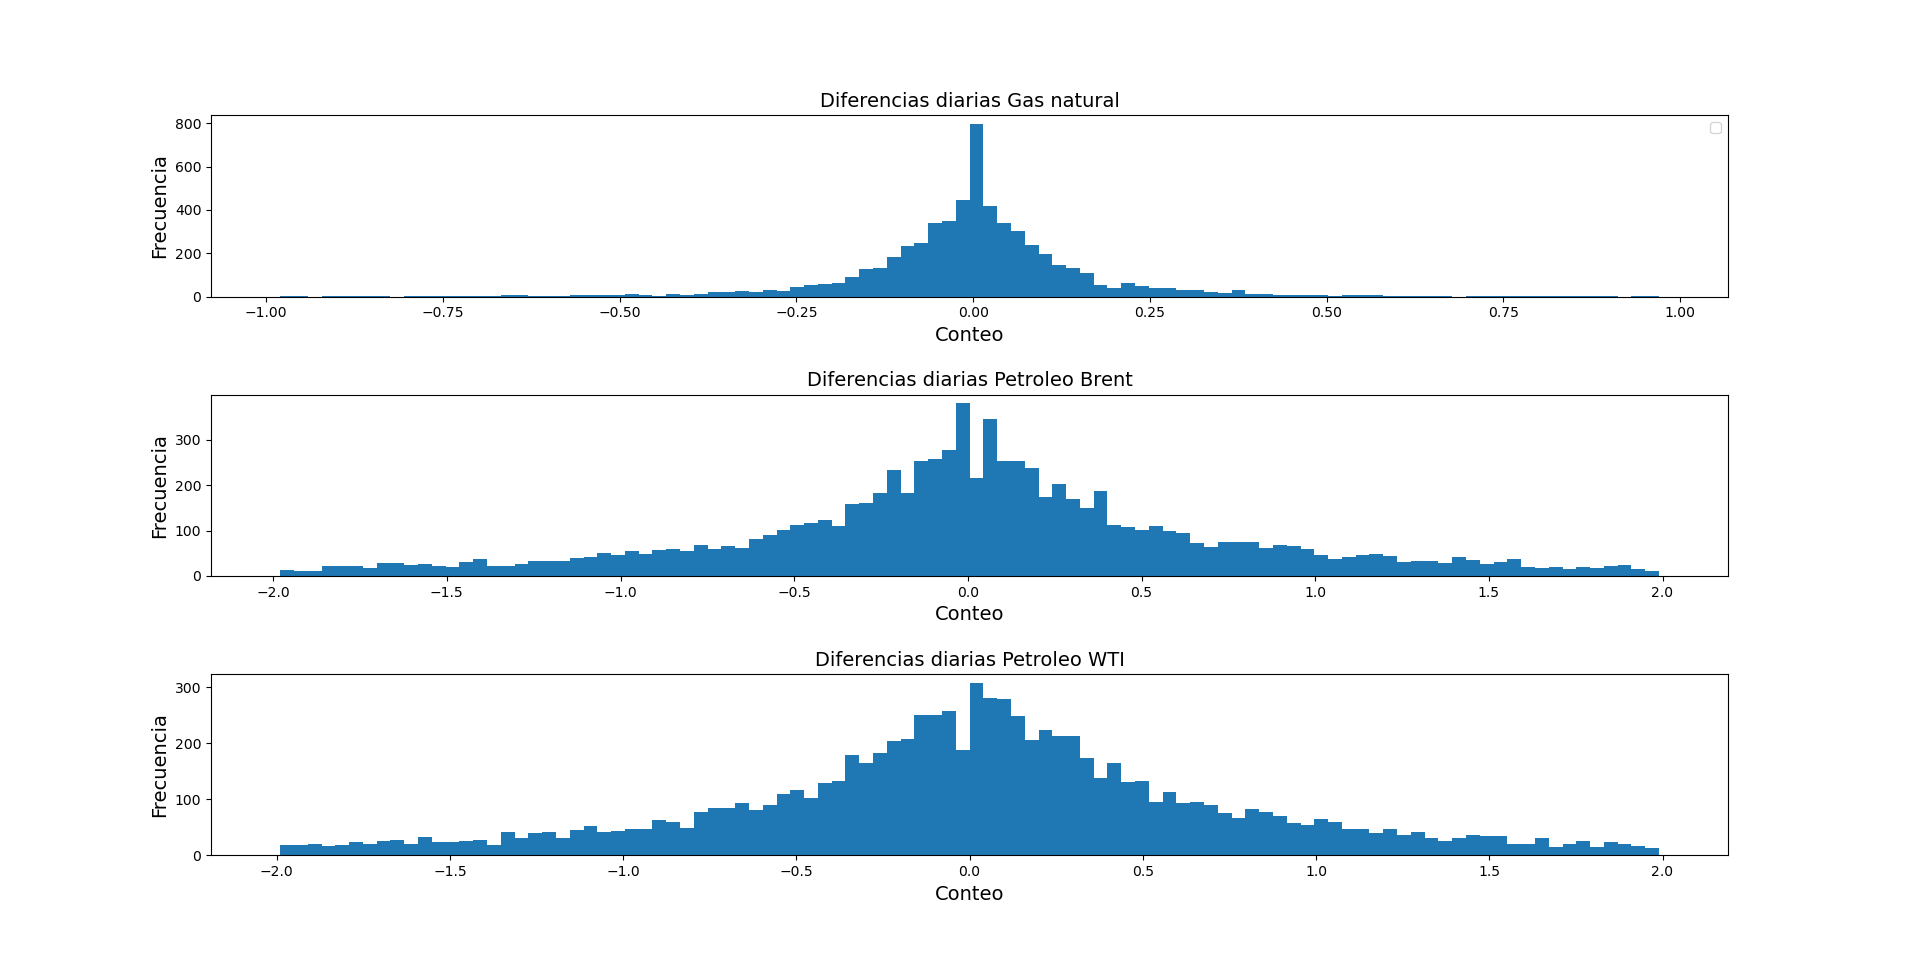 Diferencias diarias Gas natural
800
600
400
200
0
Frecuencia
−1.00 −0.75 −0.50 −0.25 0.00 0.25 0.50 0.75 1.00
Conteo
Diferencias diarias Petroleo Brent
300
200
100
0
Frecuencia
−2.0 −1.5 −1.0 −0.5 0.0 0.5 1.0 1.5 2.0
Conteo
Diferencias diarias Petroleo WTI
300
200
100
0
Frecuencia
−2.0 −1.5 −1.0 −0.5 0.0 0.5 1.0 1.5 2.0
Conteo